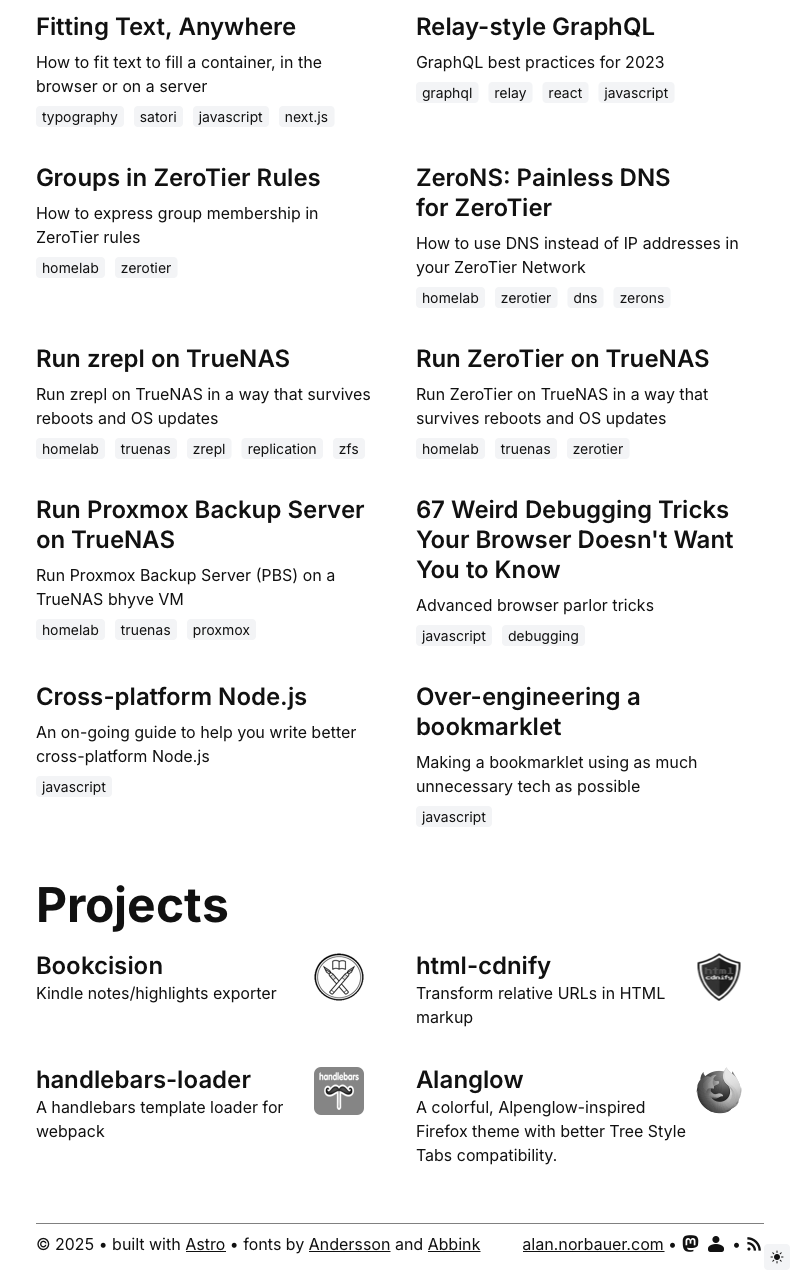 Fitting Text, Anywhere
How to fit text to fill a container, in the
browser or on a server
typography satori javascript next.js
Relay-style GraphQL
GraphQL best practices for 2023
graphql relay react javascript
Groups in ZeroTier Rules
How to express group membership in
ZeroTier rules
homelab zerotier
ZeroNS: Painless DNS
for ZeroTier
How to use DNS instead of IP addresses in
your ZeroTier Network
homelab zerotier dns zerons
Run zrepl on TrueNAS
Run zrepl on TrueNAS in a way that survives
reboots and OS updates
homelab truenas zrepl replication zfs
Run ZeroTier on TrueNAS
Run ZeroTier on TrueNAS in a way that
survives reboots and OS updates
homelab truenas zerotier
Run Proxmox Backup Server
on TrueNAS
Run Proxmox Backup Server (PBS) on a
TrueNAS bhyve VM
homelab truenas proxmox
67 Weird Debugging Tricks
Your Browser Doesn't Want
You to Know
Advanced browser parlor tricks
javascript debugging
Cross-platform Node.js
An on-going guide to help you write better
cross-platform Node.js
javascript
Over-engineering a
bookmarklet
Making a bookmarklet using as much
unnecessary tech as possible
javascript
Projects
Bookcision
Kindle notes/highlights exporter
html-cdnify
Transform relative URLs in HTML
markup
html
cdnify
handlebars-loader
A handlebars template loader for
webpack
handlebars
Alanglow
A colorful, Alpenglow-inspired
Firefox theme with better Tree Style
Tabs compatibility.
© 2025 • built with Astro • fonts by Andersson and Abbink
alan.norbauer.com • •